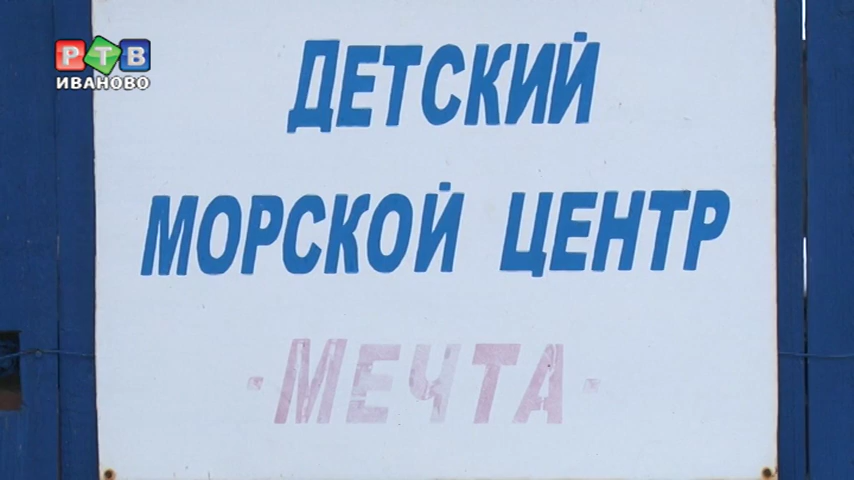 РТВ
ИВАНОВО
ДЕТСКИЙ
МОРСКОЙ ЦЕНТР
·МЕЧТА·